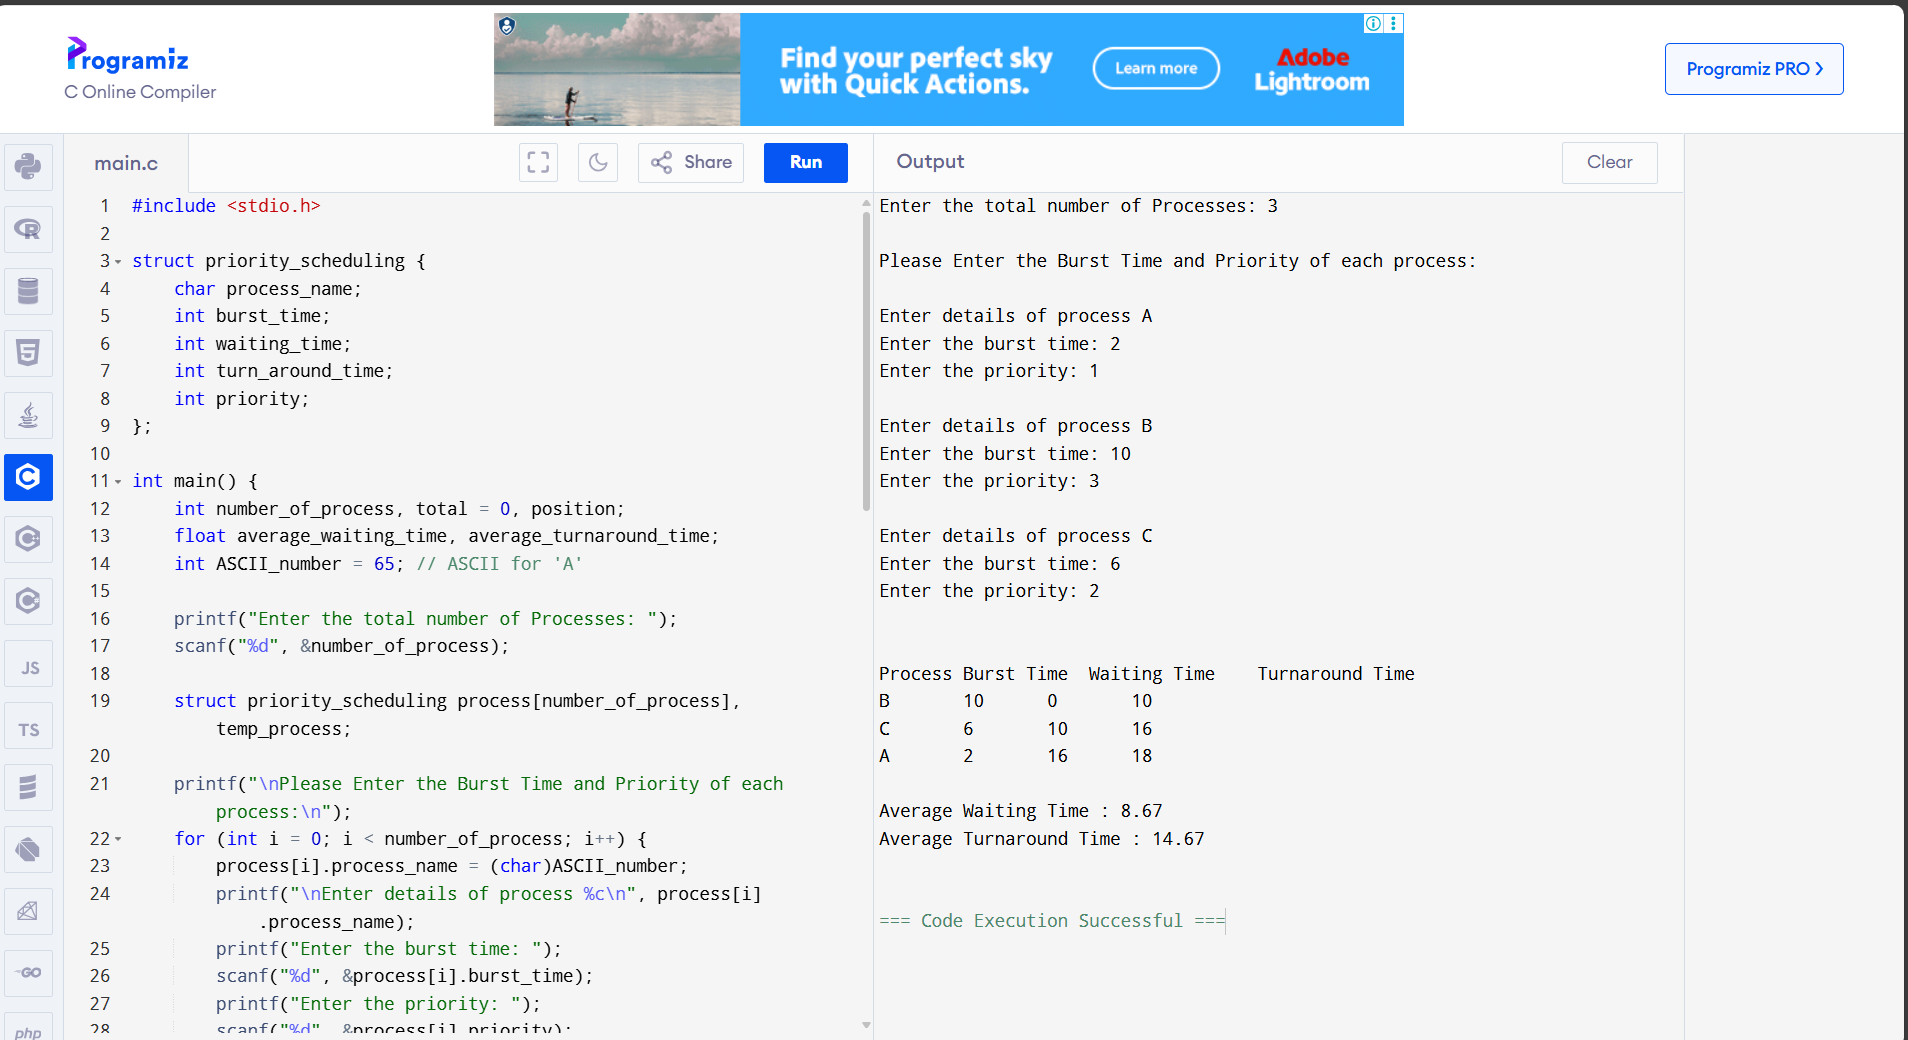 Programiz
C Online Compiler
Find your perfect sky
with Quick Actions.
Learn more
Adobe
Lightroom
Programiz PRO
main.c
Share
Run
Output
Clear
1 #include <stdio.h>
2
3 struct priority_scheduling {
4     char process_name;
5     int burst_time;
6     int waiting_time;
7     int turn_around_time;
8     int priority;
9 };
10
11 int main() {
12     int number_of_process, total = 0, position;
13     float average_waiting_time, average_turnaround_time;
14     int ASCII_number = 65; // ASCII for 'A'
15
16     printf("Enter the total number of Processes: ");
17     scanf("%d", &number_of_process);
18
19     struct priority_scheduling process[number_of_process],
        temp_process;
20
21     printf("\nPlease Enter the Burst Time and Priority of each
        process:\n");
22     for (int i = 0; i < number_of_process; i++) {
23         process[i].process_name = (char)ASCII_number;
24         printf("\nEnter details of process %c\n", process[i]
            .process_name);
25         printf("Enter the burst time: ");
26         scanf("%d", &process[i].burst_time);
27         printf("Enter the priority: ");
28         scanf("%d", &process[i].priority);
Enter the total number of Processes: 3
Please Enter the Burst Time and Priority of each process:
Enter details of process A
Enter the burst time: 2
Enter the priority: 1
Enter details of process B
Enter the burst time: 10
Enter the priority: 3
Enter details of process C
Enter the burst time: 6
Enter the priority: 2
Process Burst Time  Waiting Time    Turnaround Time
B       10      0       10
C       6       10      16
A       2       16      18
Average Waiting Time : 8.67
Average Turnaround Time : 14.67
=== Code Execution Successful ===
R
C
C
C
JS
TS
GO
php